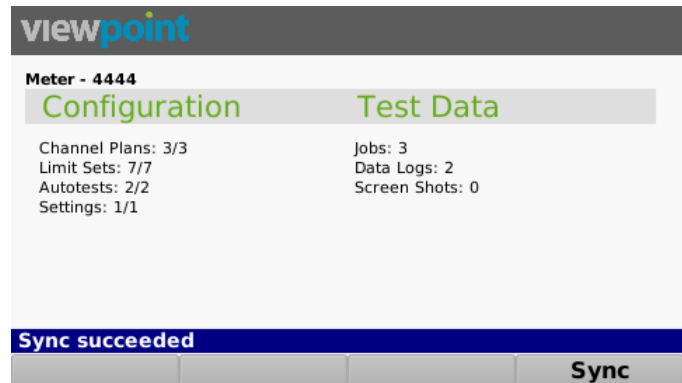 viewpoint
Meter - 4444
Configuration
Test Data
Channel Plans: 3/3
Limit Sets: 7/7
Autotests: 2/2
Settings: 1/1
Jobs: 3
Data Logs: 2
Screen Shots: 0
Sync succeeded
Sync